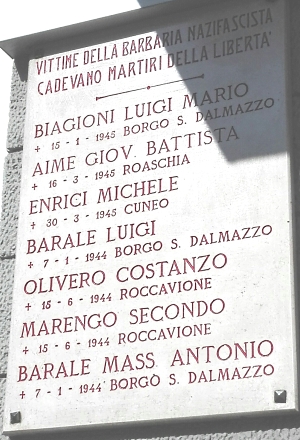 VITTIME DELLA BARBARIA NAZIFASCISTA
CADEVANO MARTIRI DELLA LIBERTA'
BIAGIONI LUIGI MARIO
+ 15 - 1 - 1945 BORGO S. DALMAZZO
AIME GIOV. BATTISTA
+ 16 - 3 - 1945 ROASCHIA
ENRICI MICHELE
+ 30 - 3 - 1945 CUNEO
BARALE LUIGI
+ 7 - 1 - 1944 BORGO S. DALMAZZO
OLIVERO COSTANZO
+ 15 - 6 - 1944 ROCCAVIONE
MARENGO SECONDO
+ 15 - 6 - 1944 ROCCAVIONE
BARALE MASS. ANTONIO
+ 7 - 1 - 1944 BORGO S. DALMAZZO